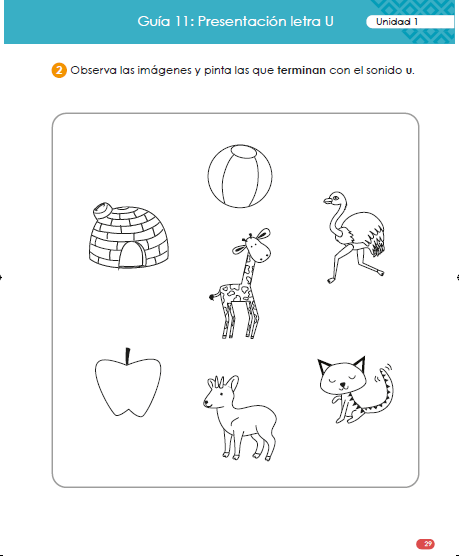 Guía 11: Presentación letra U
Unidad 1
2 Observa las imágenes y pinta las que terminan con el sonido u.
29